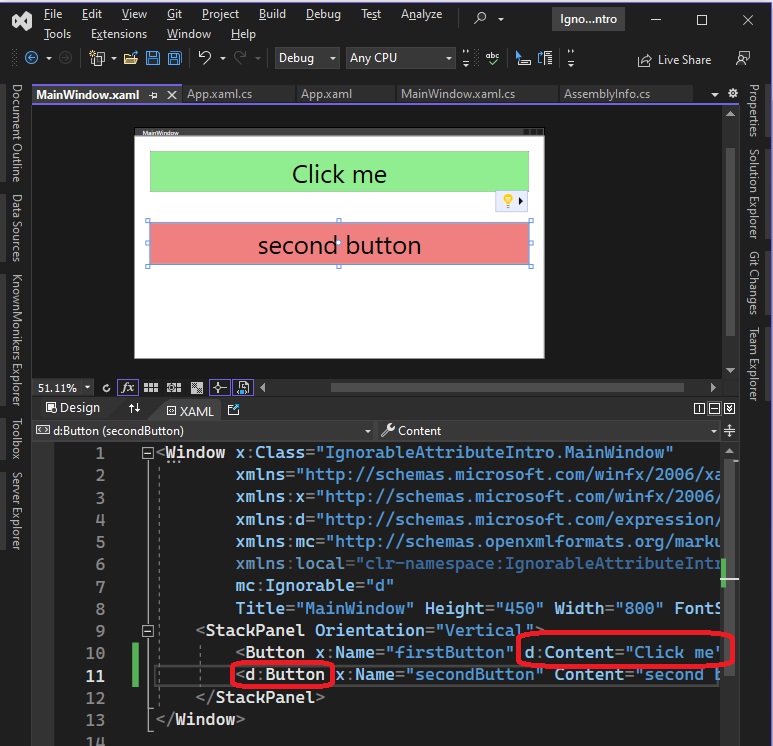 File Edit View Git Project Build Debug Test Analyze
Igno...ntro
Tools Extensions Window Help
Debug Any CPU abc Live Share
MainWindow.xaml App.xaml.cs App.xaml MainWindow.xaml.cs AssemblyInfo.cs
Document Outline
Data Sources
KnownMonikers Explorer
Toolbox
Server Explorer
MainWindow
Click me
second button
Properties
Solution Explorer
Git Changes
Team Explorer
51.11% fx
Design XAML
d:Button (secondButton) Content
1 <Window x:Class="IgnorableAttributeIntro.MainWindow"
2 xmlns="http://schemas.microsoft.com/winfx/2006/xa
3 xmlns:x="http://schemas.microsoft.com/winfx/2006/
4 xmlns:d="http://schemas.microsoft.com/expression/
5 xmlns:mc="http://schemas.openxmlformats.org/marku
6 xmlns:local="clr-namespace:IgnorableAttributeIntr
7 mc:Ignorable="d"
8 Title="MainWindow" Height="450" Width="800" FontS
9 <StackPanel Orientation="Vertical">
10 <Button x:Name="firstButton" d:Content="Click me"
11 <d:Button x:Name="secondButton" Content="second b
12 </StackPanel>
13 </Window>
14